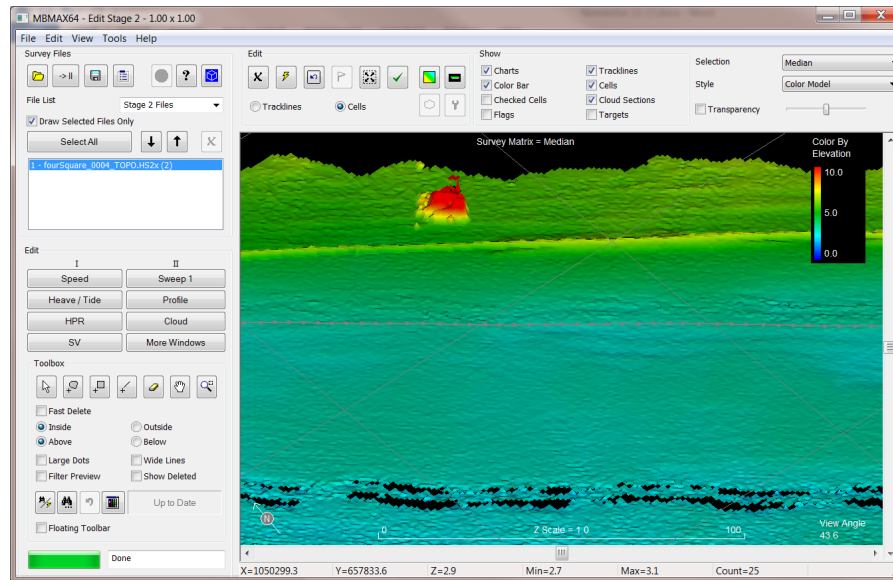 MBMAX64 - Edit Stage 2 - 1.00 x 1.00
File Edit View Tools Help
Survey Files
File List
Stage 2 Files
Draw Selected Files Only
Select All
1 - fourSquare_0004_TOPO.HS2x (2)
Edit
Tracklines
Cells
Show
Charts
Tracklines
Color Bar
Cells
Checked Cells
Cloud Sections
Flags
Targets
Selection
Median
Style
Color Model
Transparency
Edit
I II
Speed
Sweep 1
Heave / Tide
Profile
HPR
Cloud
SV
More Windows
Toolbox
Fast Delete
Inside
Outside
Above
Below
Large Dots
Wide Lines
Filter Preview
Show Deleted
Up to Date
Floating Toolbar
Done
Survey Matrix = Median
Color By
Elevation
10.0
5.0
0.0
N
0 Z Scale = 1.0 100
View Angle
43.6
X=1050299.3 Y=657833.6 Z=2.9 Min=2.7 Max=3.1 Count=25